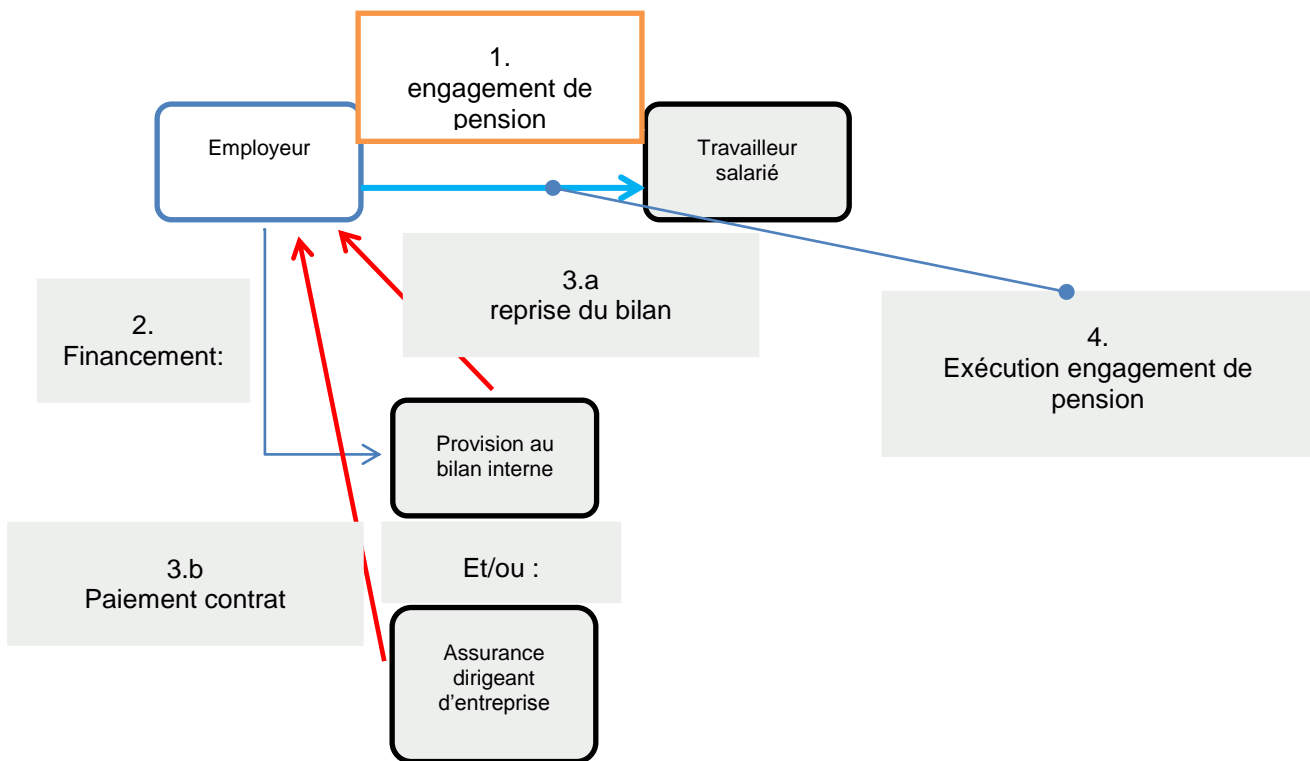 1.
engagement de
pension
Employeur
Travailleur
salarié
2.
Financement:
3.a
reprise du bilan
4.
Exécution engagement de
pension
Provision au
bilan interne
3.b
Paiement contrat
Et/ou :
Assurance
dirigeant
d’entreprise